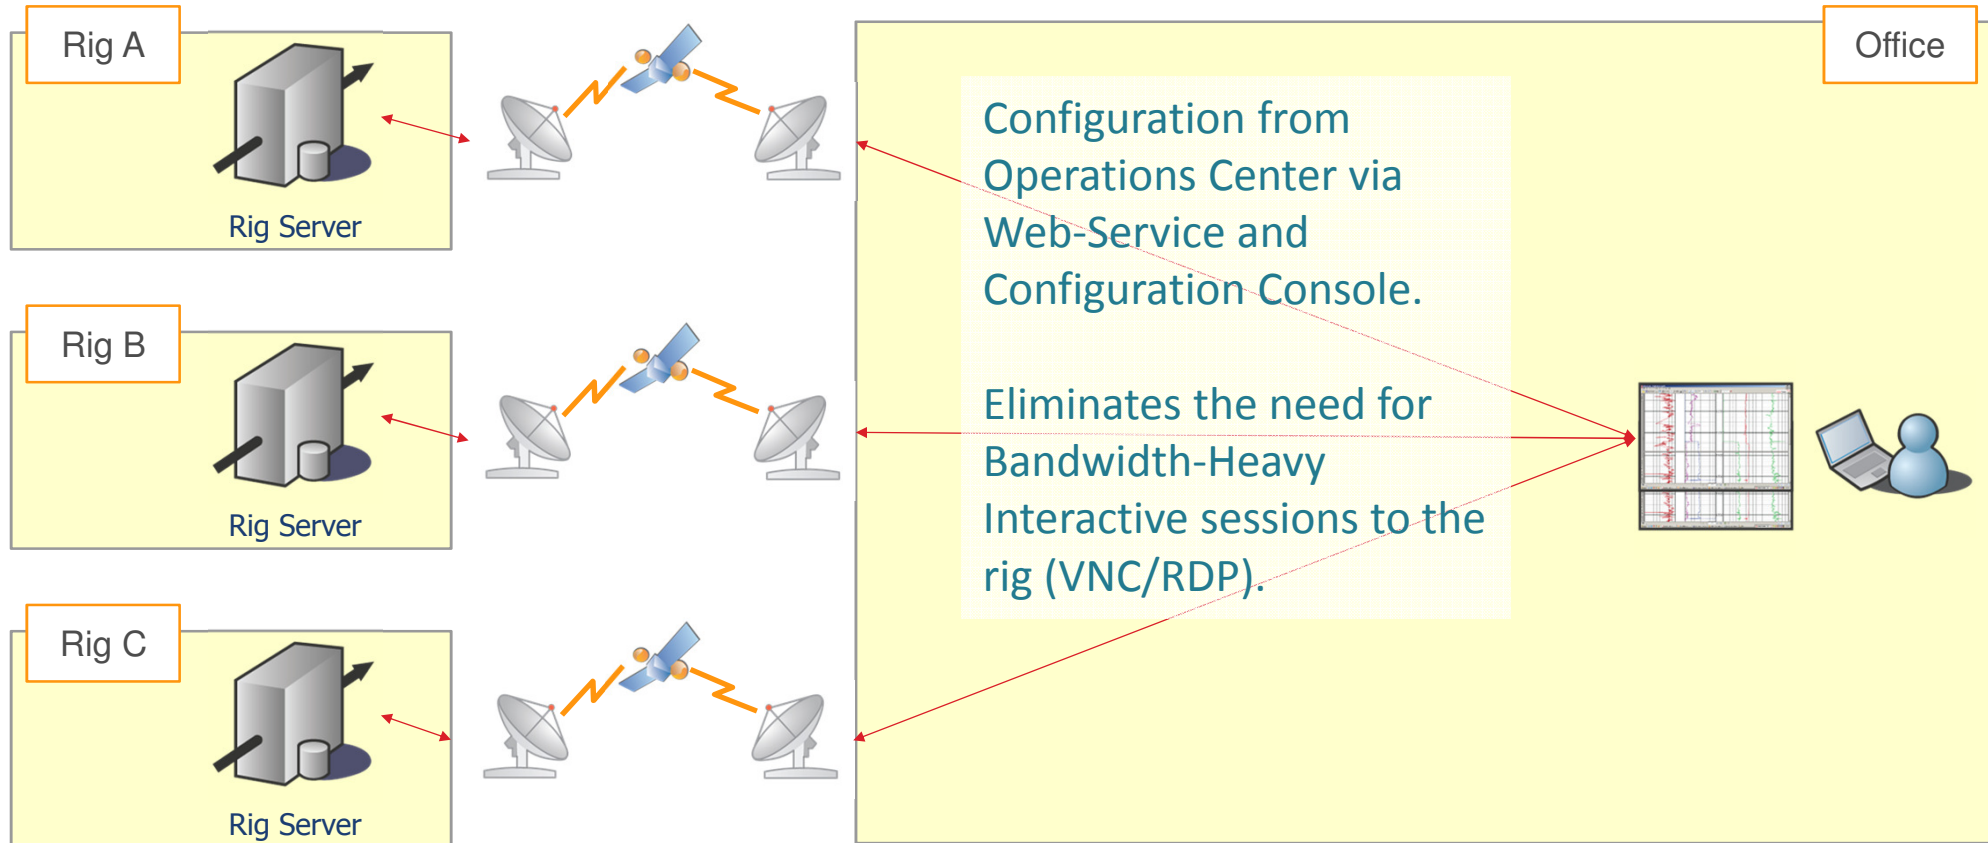 Rig A
Rig Server
Rig B
Rig Server
Rig C
Rig Server
Office
Configuration from
Operations Center via
Web-Service and
Configuration Console.
Eliminates the need for
Bandwidth-Heavy
Interactive sessions to the
rig (VNC/RDP).